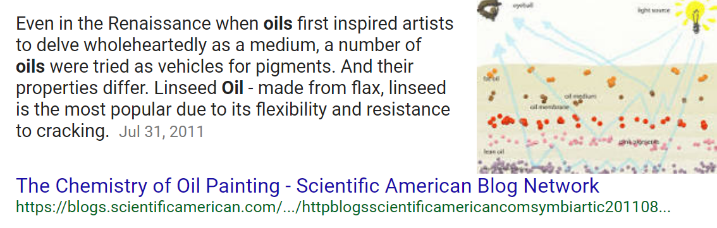 Even in the Renaissance when oils first inspired artists
to delve wholeheartedly as a medium, a number of
oils were tried as vehicles for pigments. And their
properties differ. Linseed Oil - made from flax, linseed
is the most popular due to its flexibility and resistance
to cracking. Jul 31, 2011
eyeball
light source
fat oil
oil medium
oil membrane
lean oil
The Chemistry of Oil Painting - Scientific American Blog Network
https://blogs.scientificamerican.com/.../httpblogsscientificamericancomsymbiartic201108...